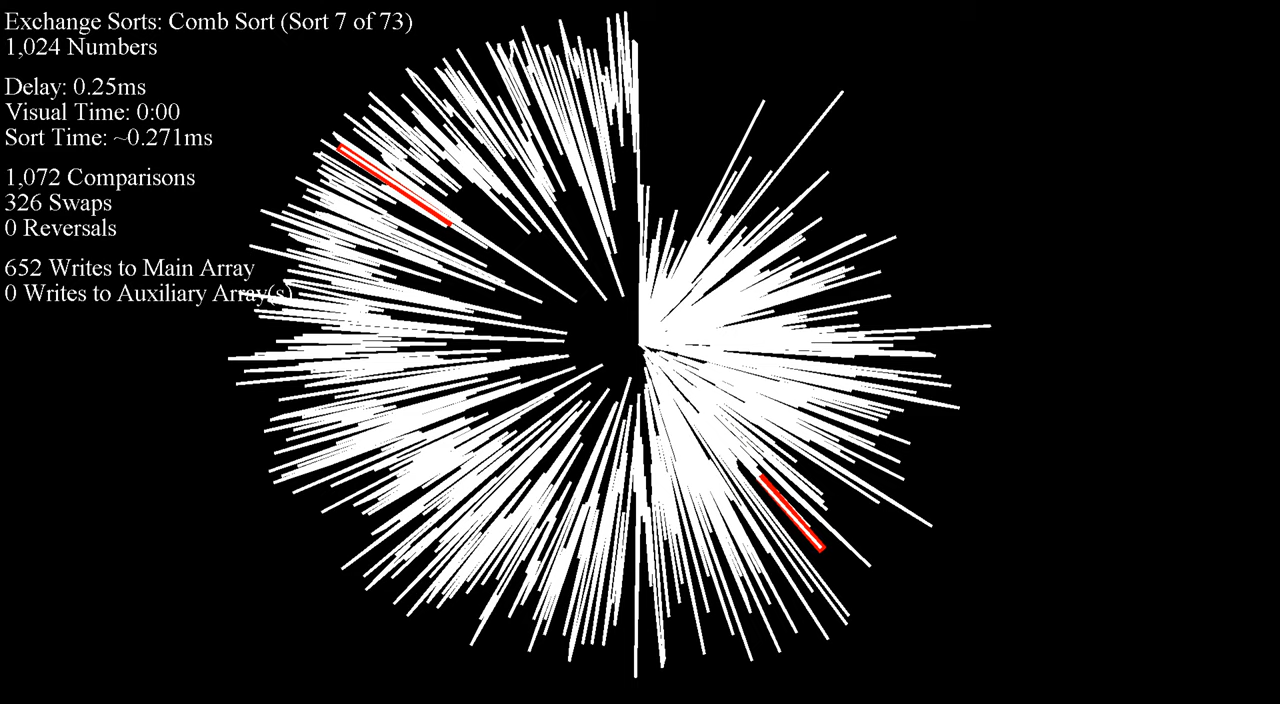 Exchange Sorts: Comb Sort (Sort 7 of 73)
1,024 Numbers
Delay: 0.25ms
Visual Time: 0:00
Sort Time: ~0.271ms
1,072 Comparisons
326 Swaps
0 Reversals
652 Writes to Main Array
0 Writes to Auxiliary Array(s)